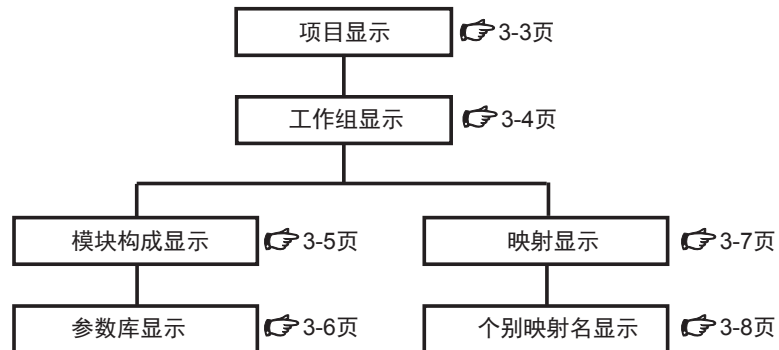 项目显示 3-3页
工作组显示 3-4页
模块构成显示 3-5页
映射显示 3-7页
参数库显示 3-6页
个别映射名显示 3-8页